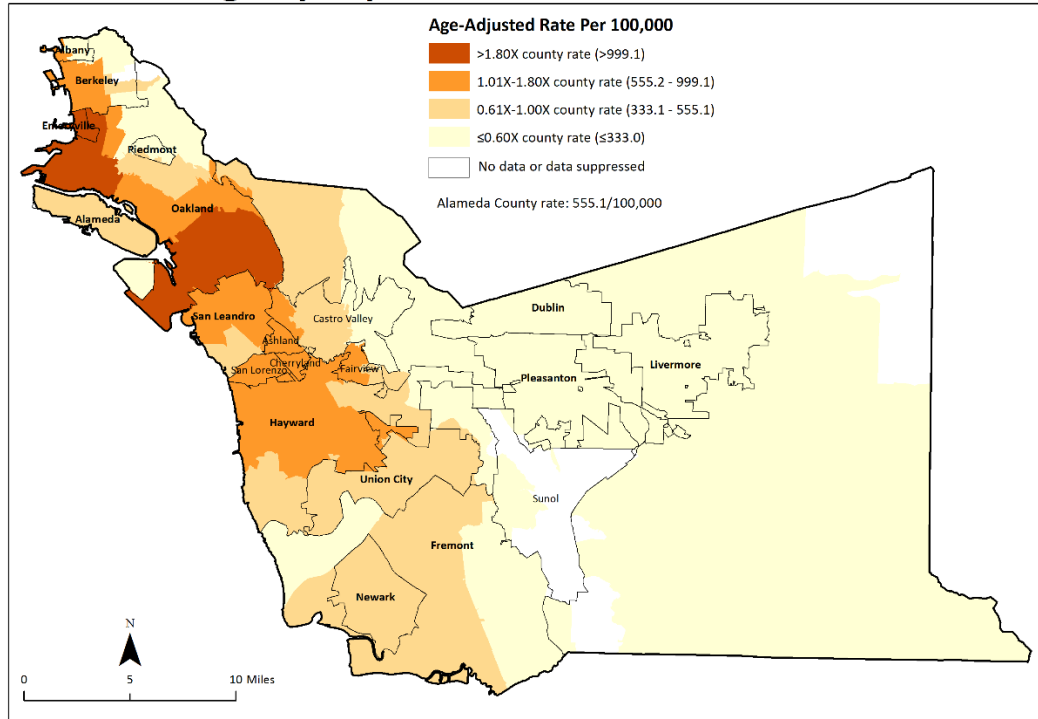 Age-Adjusted Rate Per 100,000
>1.80X county rate (>999.1)
1.01X-1.80X county rate (555.2 - 999.1)
0.61X-1.00X county rate (333.1 - 555.1)
≤0.60X county rate (≤333.0)
No data or data suppressed
Alameda County rate: 555.1/100,000
Albany
Berkeley
Emeryville
Piedmont
Oakland
Alameda
San Leandro
Castro Valley
Dublin
Ashland
Cherryland
San Lorenzo
Fairview
Livermore
Pleasanton
Hayward
Union City
Sunol
Fremont
Newark
N
0 5 10 Miles